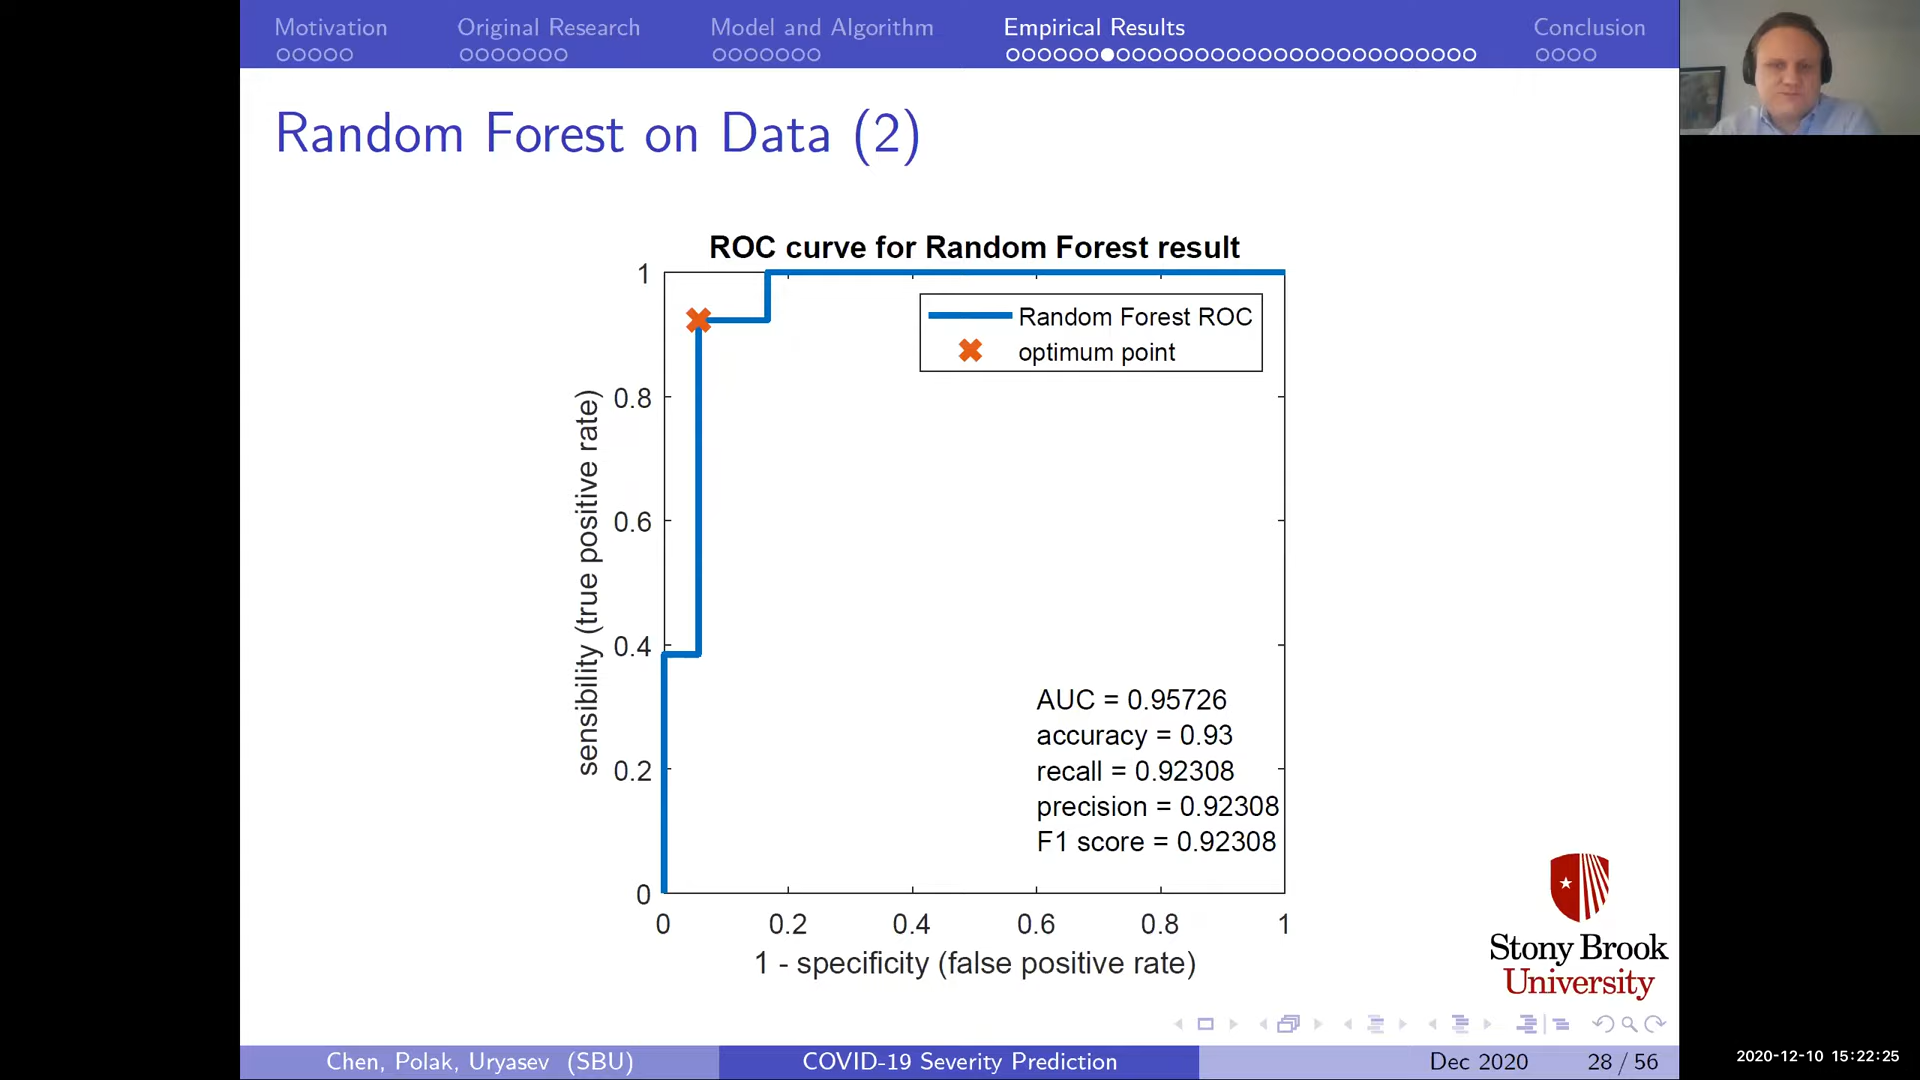 Motivation Original Research Model and Algorithm Empirical Results Conclusion
Random Forest on Data (2)
ROC curve for Random Forest result
Random Forest ROC
optimum point
1
0.8
0.6
0.4
0.2
0
sensibility (true positive rate)
AUC = 0.95726
accuracy = 0.93
recall = 0.92308
precision = 0.92308
F1 score = 0.92308
0 0.2 0.4 0.6 0.8 1
1 - specificity (false positive rate)
Stony Brook
University
Chen, Polak, Uryasev (SBU) COVID-19 Severity Prediction Dec 2020 28 / 56
2020-12-10 15:22:25